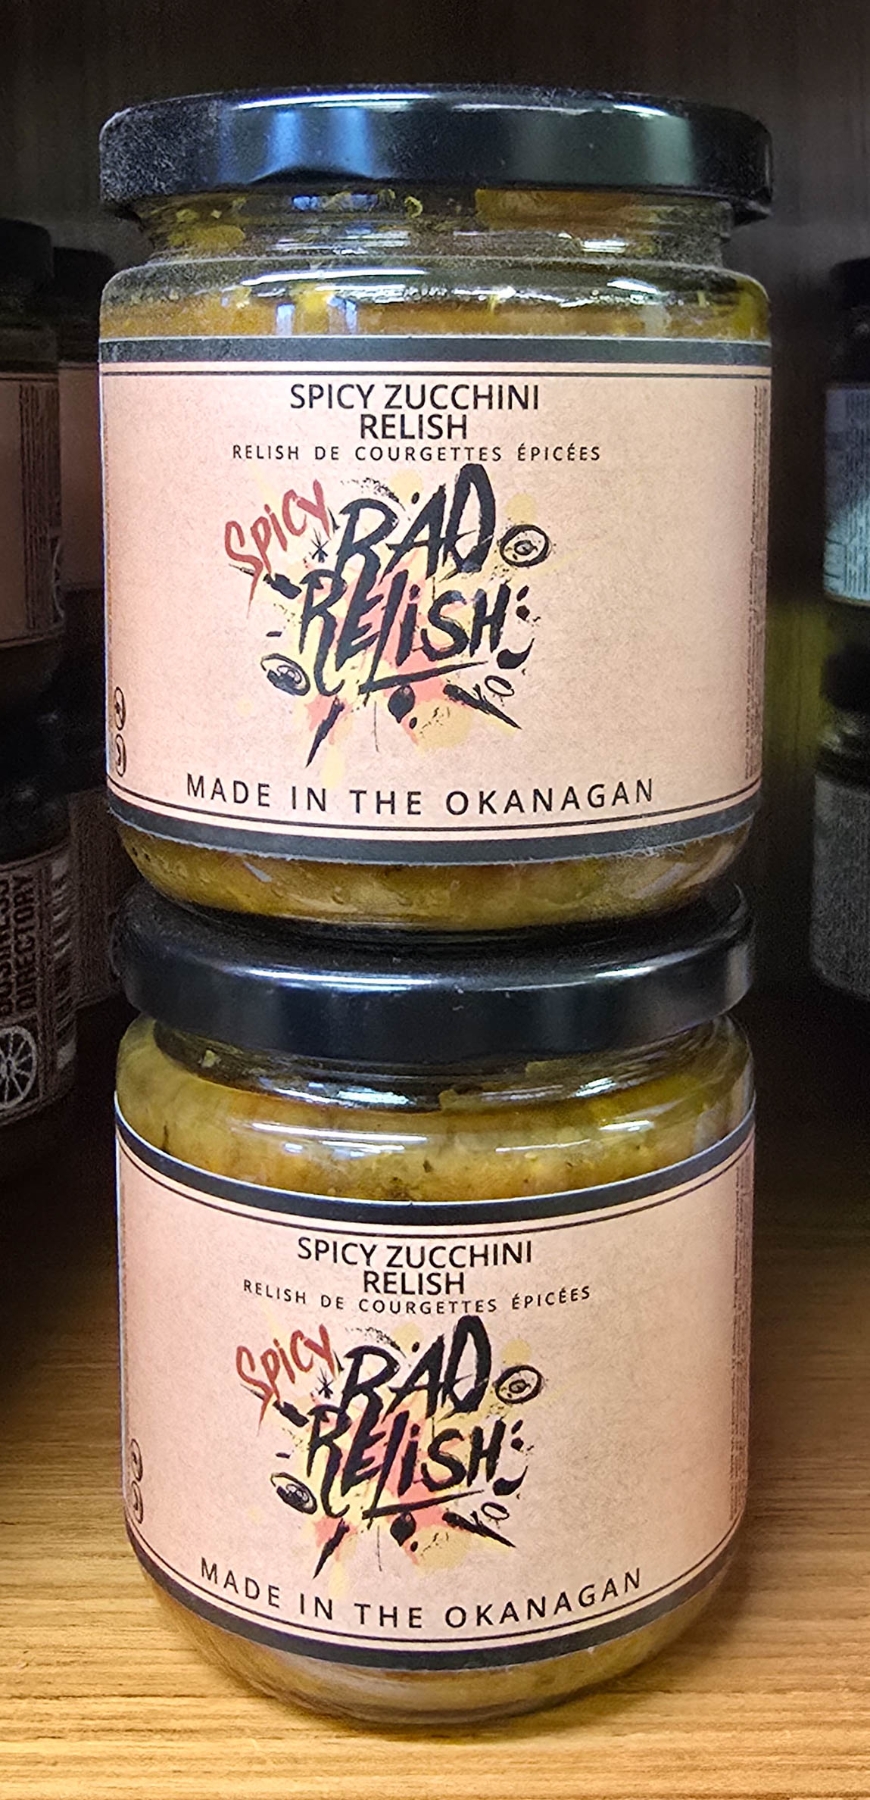 SPICY ZUCCHINI
RELISH
RELISH DE COURGETTES ÉPICÉES
SPICY
RAD
RELISH
MADE IN THE OKANAGAN
SPICY ZUCCHINI
RELISH
RELISH DE COURGETTES ÉPICÉES
SPICY
RAD
RELISH
MADE IN THE OKANAGAN
DIRECTORY